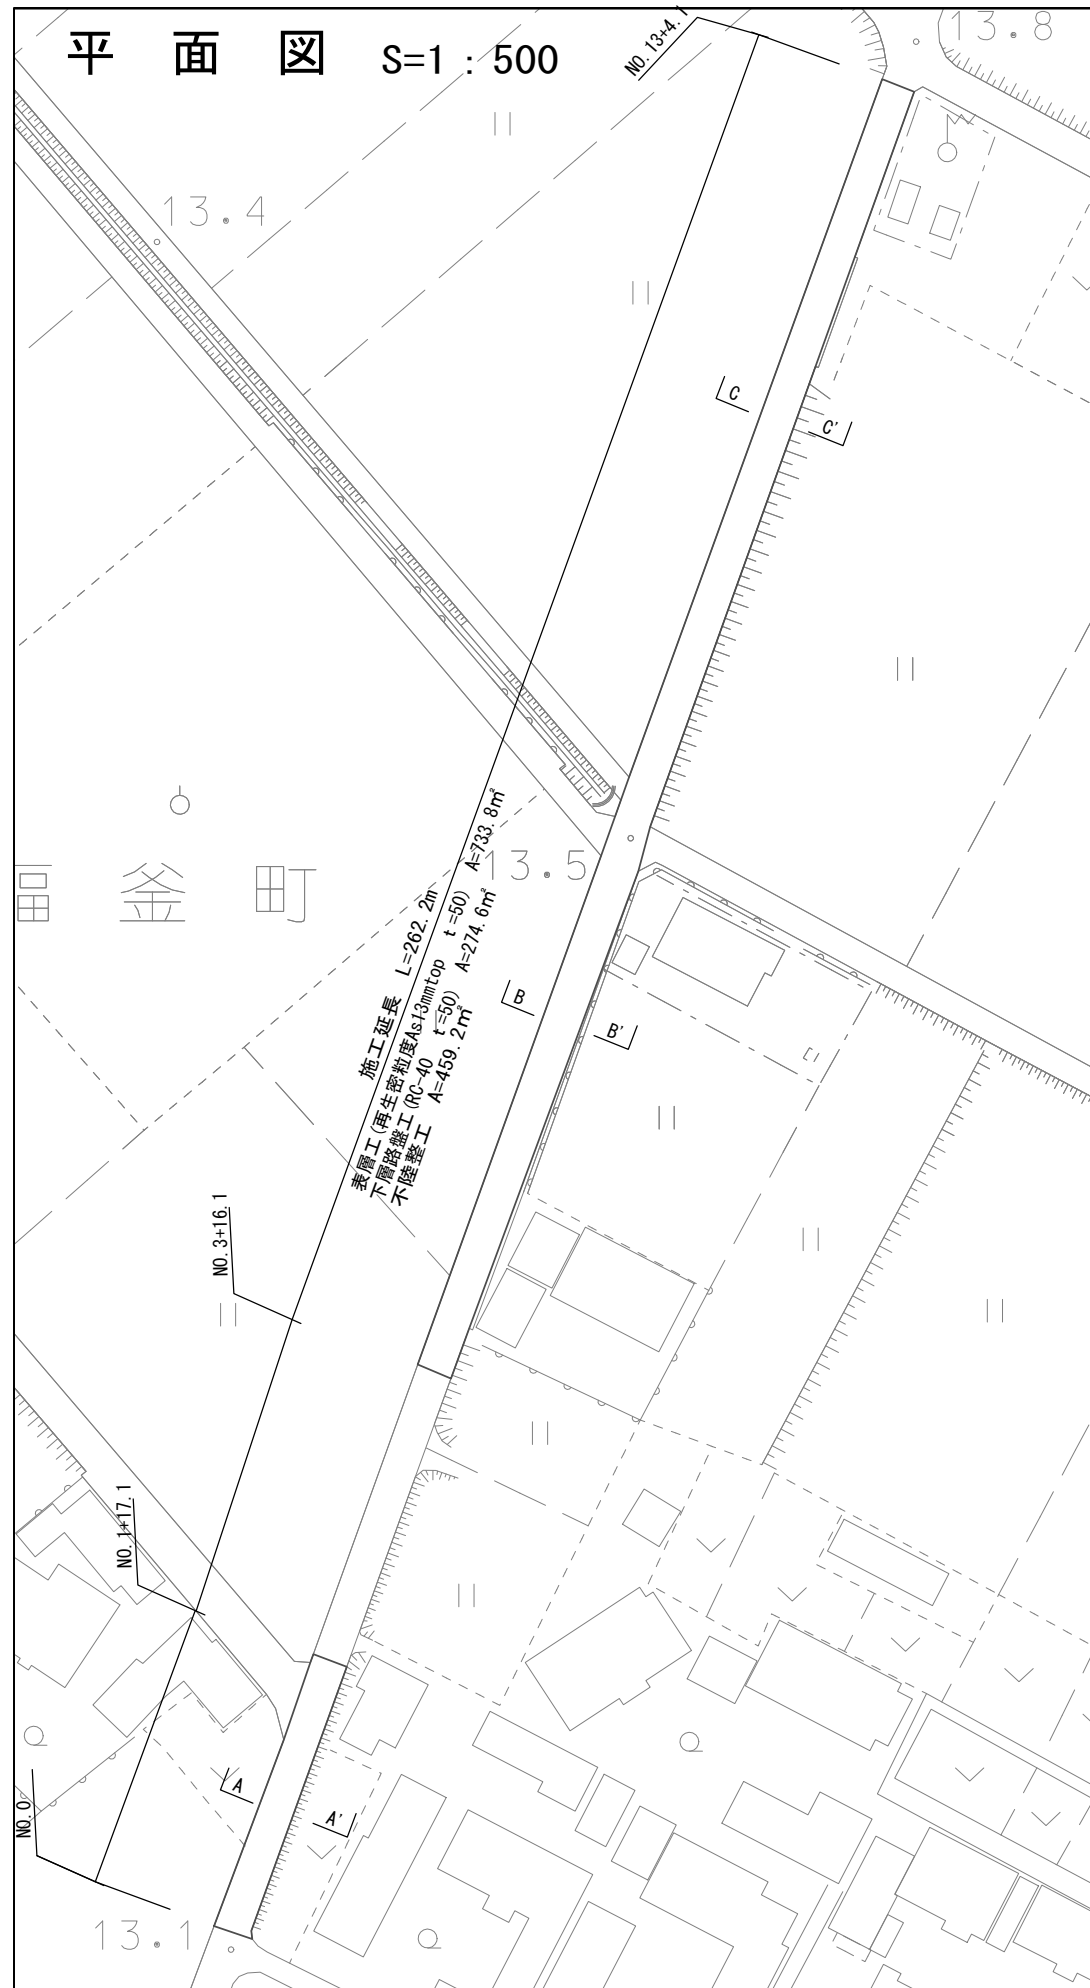 平面図 S=1：500
NO.13+4.1
13.8
13.4
C
C'
13.5
福釜町
施工延長 L=262.2m
表層工(再生密粒度As13mmtop t=50) A=733.8㎡
下層路盤工(RC-40 t=50) A=274.6㎡
不陸整工 A=459.2㎡
B
B'
NO.3+16.1
NO.1+17.1
A
A'
NO.0
13.1